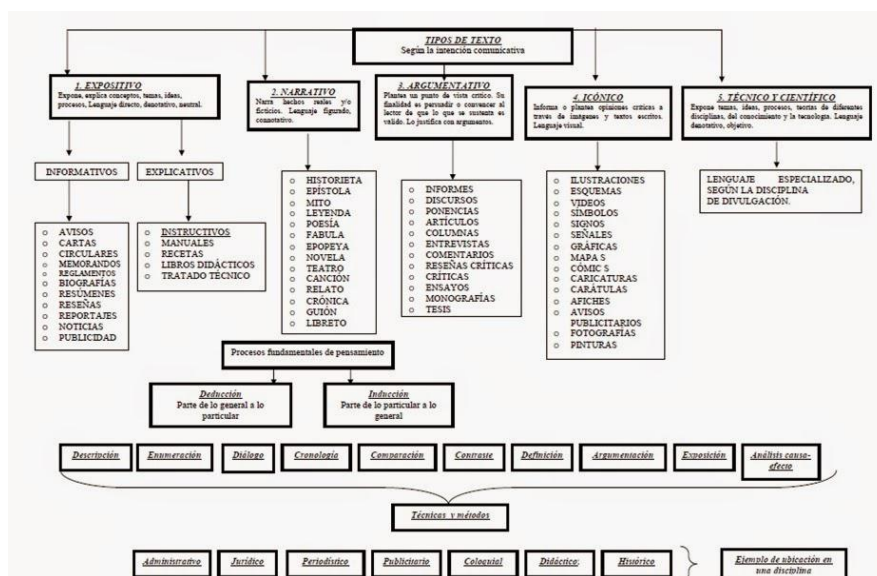 TIPOS DE TEXTO
Según la intención comunicativa
1. EXPOSITIVO
Expone, explica conceptos, temas, ideas,
procesos, Lenguaje directo, denotativo, neutral.
2. NARRATIVO
Narra hechos reales y/o
ficticios. Lenguaje figurado,
connotativo.
3. ARGUMENTATIVO
Plantea un punto de vista crítico. Su
finalidad es persuadir o convencer al
lector de que lo que se sustenta es
valido. Lo justifica con argumentos.
4. ICÓNICO
Informa o plantea opiniones críticas a
través de imágenes y textos escritos.
Lenguaje visual.
5. TÉCNICO Y CIENTÍFICO
Expone temas, ideas, procesos, teorías de diferentes
disciplinas, del conocimiento y la tecnología. Lenguaje
denotativo, objetivo.
INFORMATIVOS
EXPLICATIVOS
o AVISOS
o CARTAS
o CIRCULARES
o MEMORANDOS
o REGLAMENTOS
o BIOGRAFÍAS
o RESÚMENES
o RESEÑAS
o REPORTAJES
o NOTICIAS
o PUBLICIDAD
o INSTRUCTIVOS
o MANUALES
o RECETAS
o LIBROS DIDÁCTICOS
o TRATADO TÉCNICO
o HISTORIETA
o EPÍSTOLA
o MITO
o LEYENDA
o POESÍA
o FABULA
o EPOPEYA
o NOVELA
o TEATRO
o CANCIÓN
o RELATO
o CRÓNICA
o GUIÓN
o LIBRETO
o INFORMES
o DISCURSOS
o PONENCIAS
o ARTÍCULOS
o COLUMNAS
o ENTREVISTAS
o COMENTARIOS
o RESEÑAS CRÍTICAS
o CRÍTICAS
o ENSAYOS
o MONOGRAFÍAS
o TESIS
o ILUSTRACIONES
o ESQUEMAS
o VIDEOS
o SÍMBOLOS
o SIGNOS
o SEÑALES
o GRÁFICAS
o MAPA S
o CÓMIC S
o CARICATURAS
o CARÁTULAS
o AFICHES
o AVISOS
PUBLICITARIOS
o FOTOGRAFÍAS
o PINTURAS
LENGUAJE ESPECIALIZADO,
SEGÚN LA DISCIPLINA
DE DIVULGACIÓN.
Procesos fundamentales de pensamiento
Deducción
Parte de lo general a lo
particular
Inducción
Parte de lo particular a lo
general
Descripción
Enumeración
Diálogo
Cronología
Comparación
Contraste
Definición
Argumentación
Exposición
Análisis causa-
efecto
Técnicas y métodos
Administrativo
Jurídico
Periodístico
Publicitario
Coloquial
Didáctico:
Histórico
Ejemplo de ubicación en
una disciplina